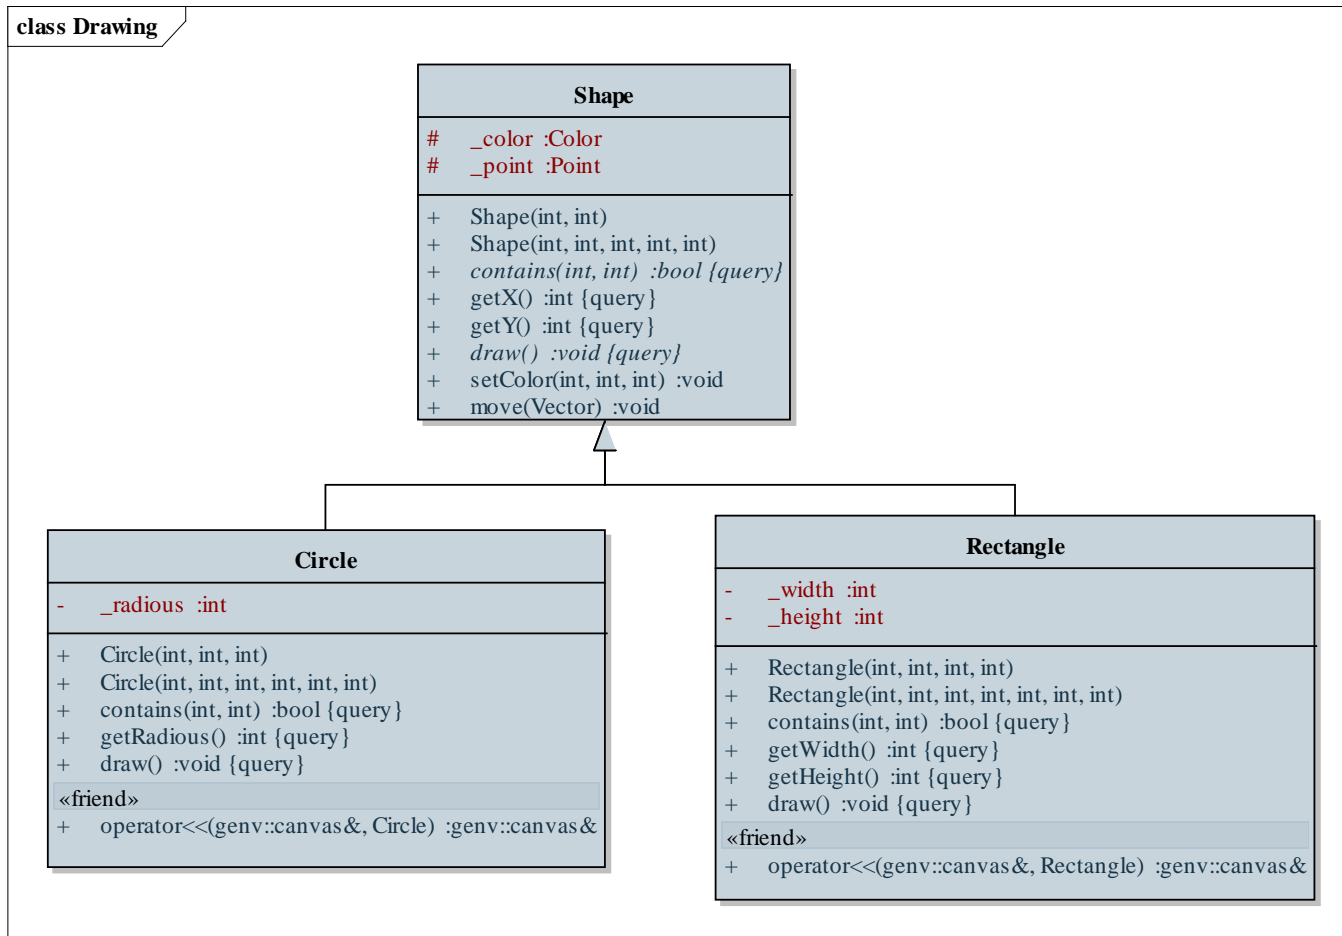 class Drawing
Shape
# _color :Color
# _point :Point
+ Shape(int, int)
+ Shape(int, int, int, int, int)
+ contains(int, int) :bool {query}
+ getX() :int {query}
+ getY() :int {query}
+ draw() :void {query}
+ setColor(int, int, int) :void
+ move(Vector) :void
Circle
- _radious :int
+ Circle(int, int, int)
+ Circle(int, int, int, int, int, int)
+ contains(int, int) :bool {query}
+ getRadious() :int {query}
+ draw() :void {query}
«friend»
+ operator<<(genv::canvas&, Circle) :genv::canvas&
Rectangle
- _width :int
- _height :int
+ Rectangle(int, int, int, int)
+ Rectangle(int, int, int, int, int, int, int)
+ contains(int, int) :bool {query}
+ getWidth() :int {query}
+ getHeight() :int {query}
+ draw() :void {query}
«friend»
+ operator<<(genv::canvas&, Rectangle) :genv::canvas&